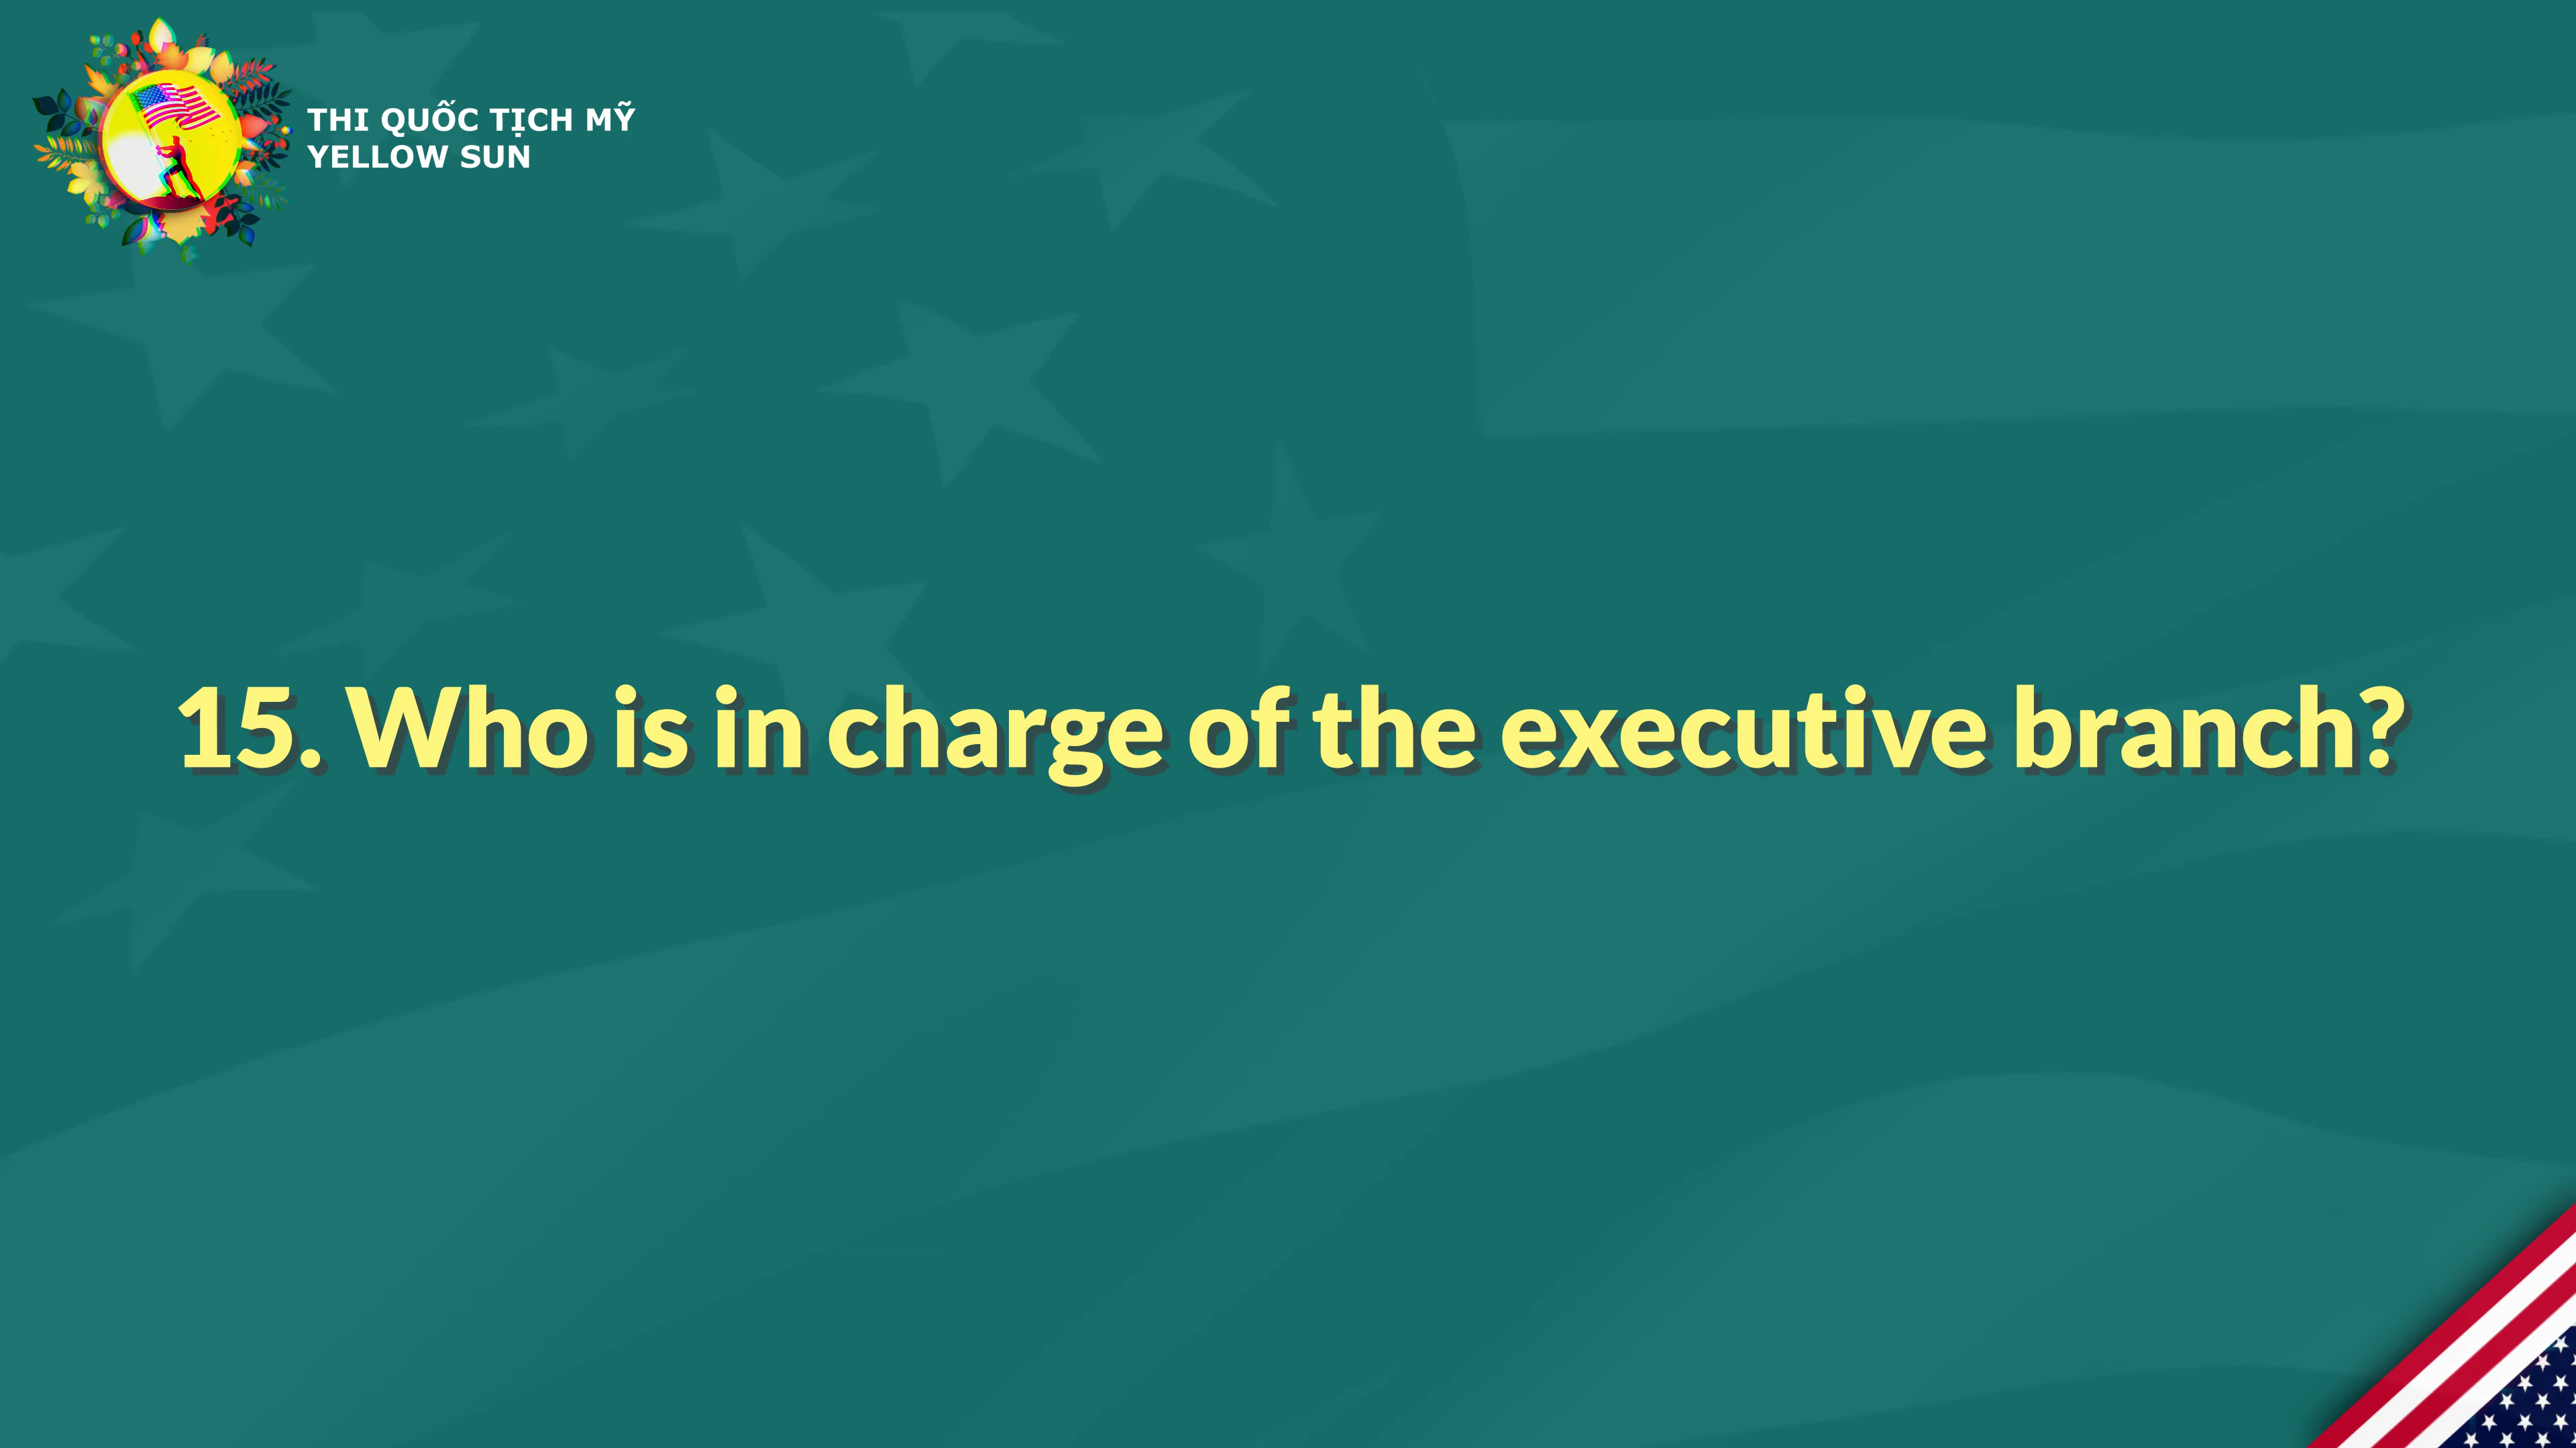 THI QUỐC TỊCH MỸ
YELLOW SUN
15. Who is in charge of the executive branch?